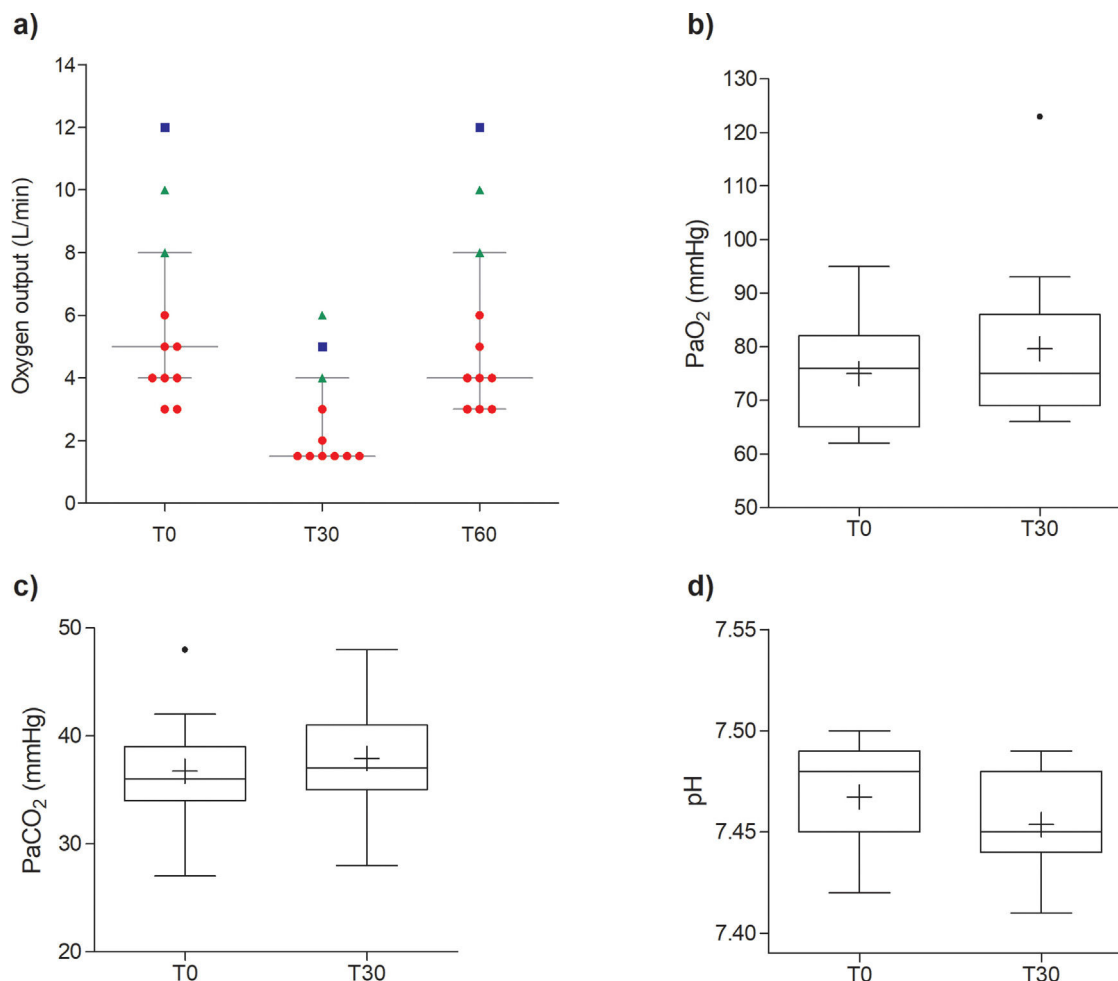 a)
Oxygen output (L/min)
14
12
10
8
6
4
2
0
T0 T30 T60
b)
PaO2 (mmHg)
130
120
110
100
90
80
70
60
50
T0 T30
c)
PaCO2 (mmHg)
50
40
30
20
T0 T30
d)
pH
7.55
7.50
7.45
7.40
T0 T30